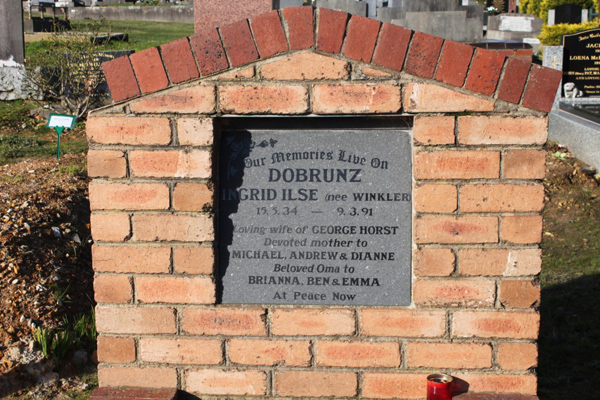 Our Memories Live On
DOBRUNZ
INGRID ILSE (nee WINKLER)
15.5.34 — 9.3.91
Loving wife of GEORGE HORST
Devoted mother to
MICHAEL, ANDREW & DIANNE
Beloved Oma to
BRIANNA, BEN & EMMA
At Peace Now
JACK
LORNA